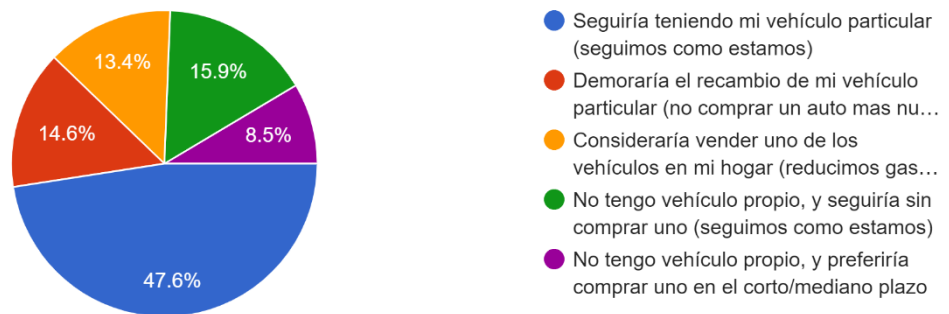 13.4%
15.9%
14.6%
8.5%
47.6%
Seguiría teniendo mi vehículo particular
(seguimos como estamos)
Demoraría el recambio de mi vehículo
particular (no comprar un auto mas nu…
Consideraría vender uno de los
vehículos en mi hogar (reducimos gas…
No tengo vehículo propio, y seguiría sin
comprar uno (seguimos como estamos)
No tengo vehículo propio, y preferiría
comprar uno en el corto/mediano plazo